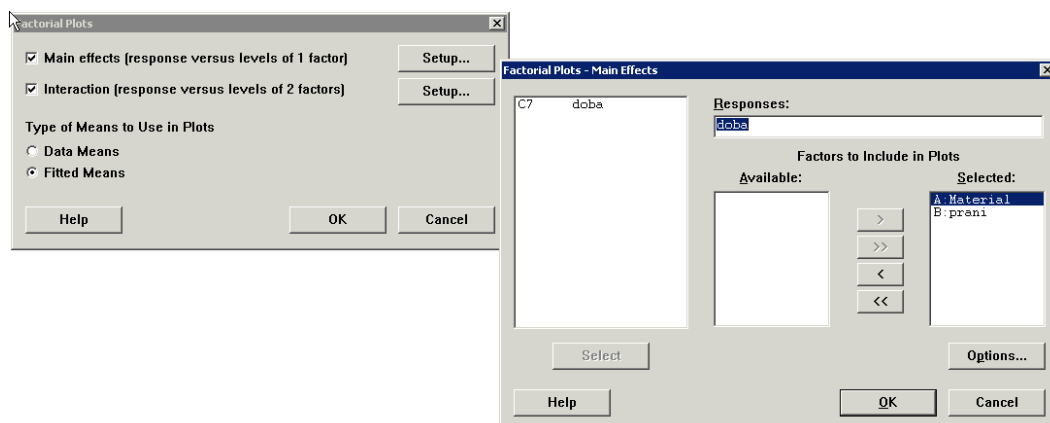 Factorial Plots
Main effects (response versus levels of 1 factor)
Setup...
Interaction (response versus levels of 2 factors)
Setup...
Type of Means to Use in Plots
Data Means
Fitted Means
Help
OK
Cancel
Factorial Plots - Main Effects
C7 doba
Responses:
doba
Factors to Include in Plots
Available:
Selected:
A:Material
B:prani
>
>>
<
<<
Select
Options...
Help
OK
Cancel